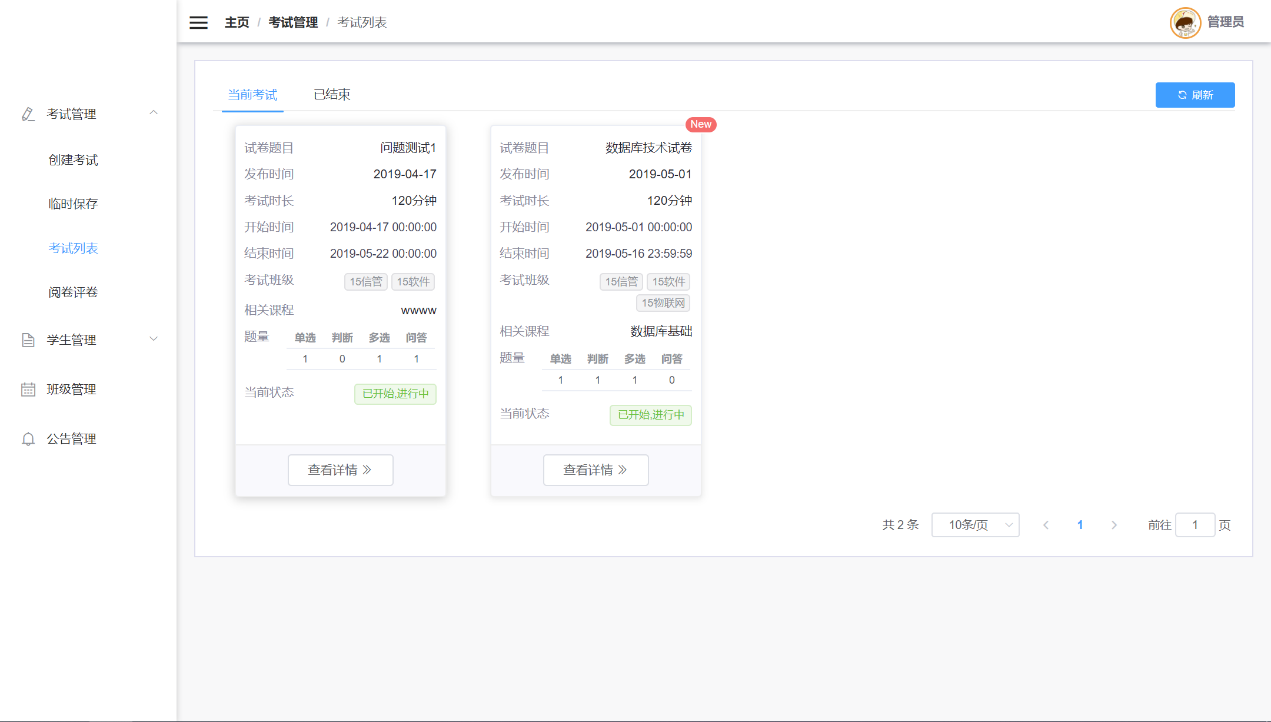 主页 / 考试管理 / 考试列表
管理员
考试管理
创建考试
临时保存
考试列表
阅卷评卷
学生管理
班级管理
公告管理
当前考试 已结束
刷新
试卷题目 问题测试1
发布时间 2019-04-17
考试时长 120分钟
开始时间 2019-04-17 00:00:00
结束时间 2019-05-22 00:00:00
考试班级 15信管 15软件
相关课程 wwww
题量 单选 判断 多选 问答
1 0 1 1
当前状态 已开始,进行中
查看详情
New
试卷题目 数据库技术试卷
发布时间 2019-05-01
考试时长 120分钟
开始时间 2019-05-01 00:00:00
结束时间 2019-05-16 23:59:59
考试班级 15信管 15软件
15物联网
相关课程 数据库基础
题量 单选 判断 多选 问答
1 1 1 0
当前状态 已开始,进行中
查看详情
共 2 条 10条/页 1 前往 1 页